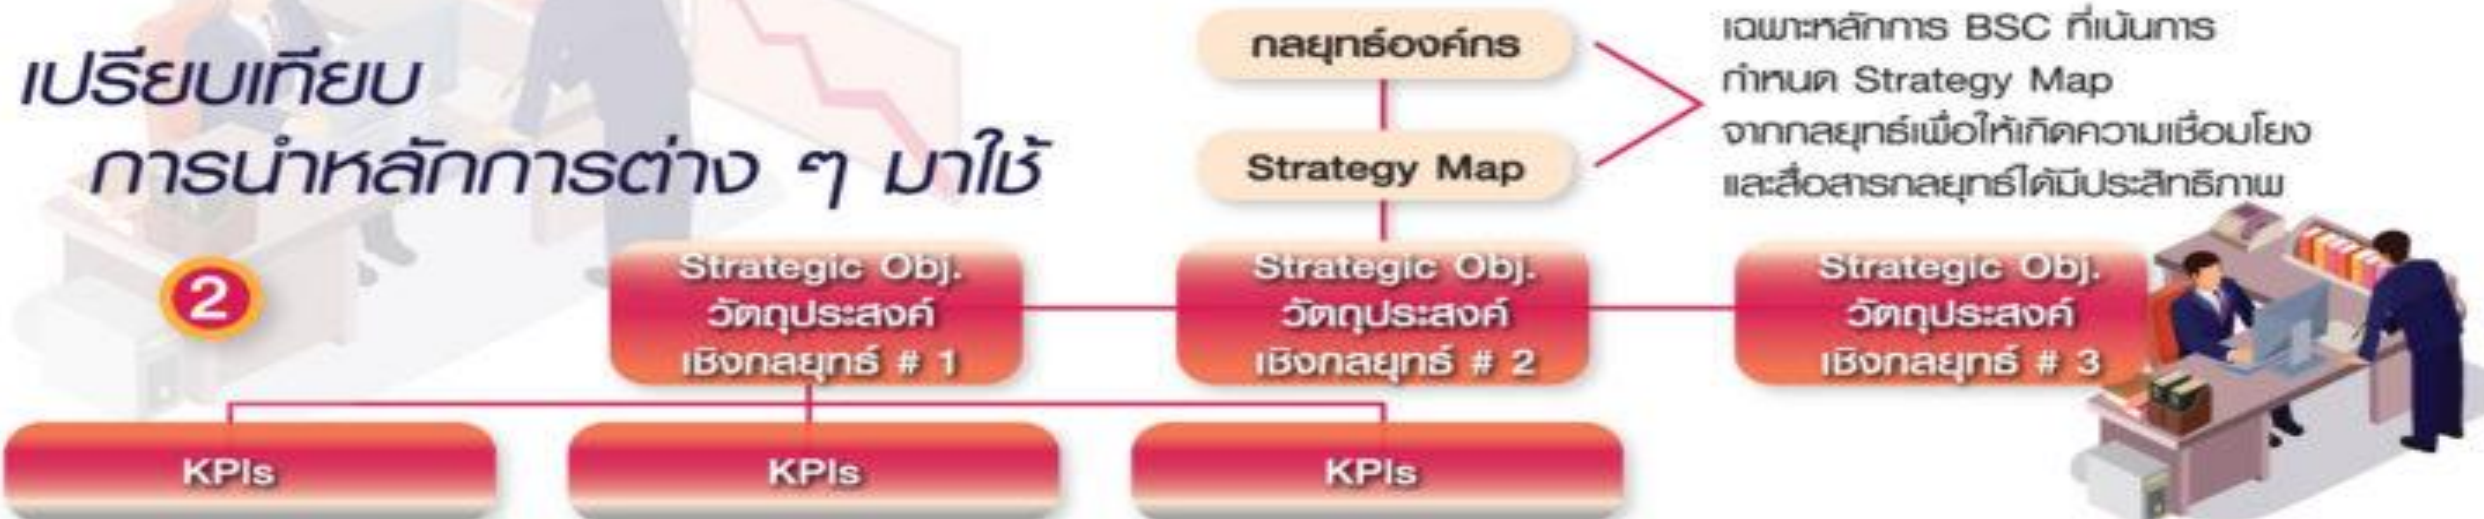 เปรียบเทียบ
การนำหลักการต่าง ๆ มาใช้
2
กลยุทธ์องค์กร
Strategy Map
เฉพาะหลักการ BSC ที่เน้นการ
กำหนด Strategy Map
จากกลยุทธ์เพื่อให้เกิดความเชื่อมโยง
และสื่อสารกลยุทธ์ได้มีประสิทธิภาพ
Strategic Obj.
วัตถุประสงค์
เชิงกลยุทธ์ # 1
Strategic Obj.
วัตถุประสงค์
เชิงกลยุทธ์ # 2
Strategic Obj.
วัตถุประสงค์
เชิงกลยุทธ์ # 3
KPIs
KPIs
KPIs